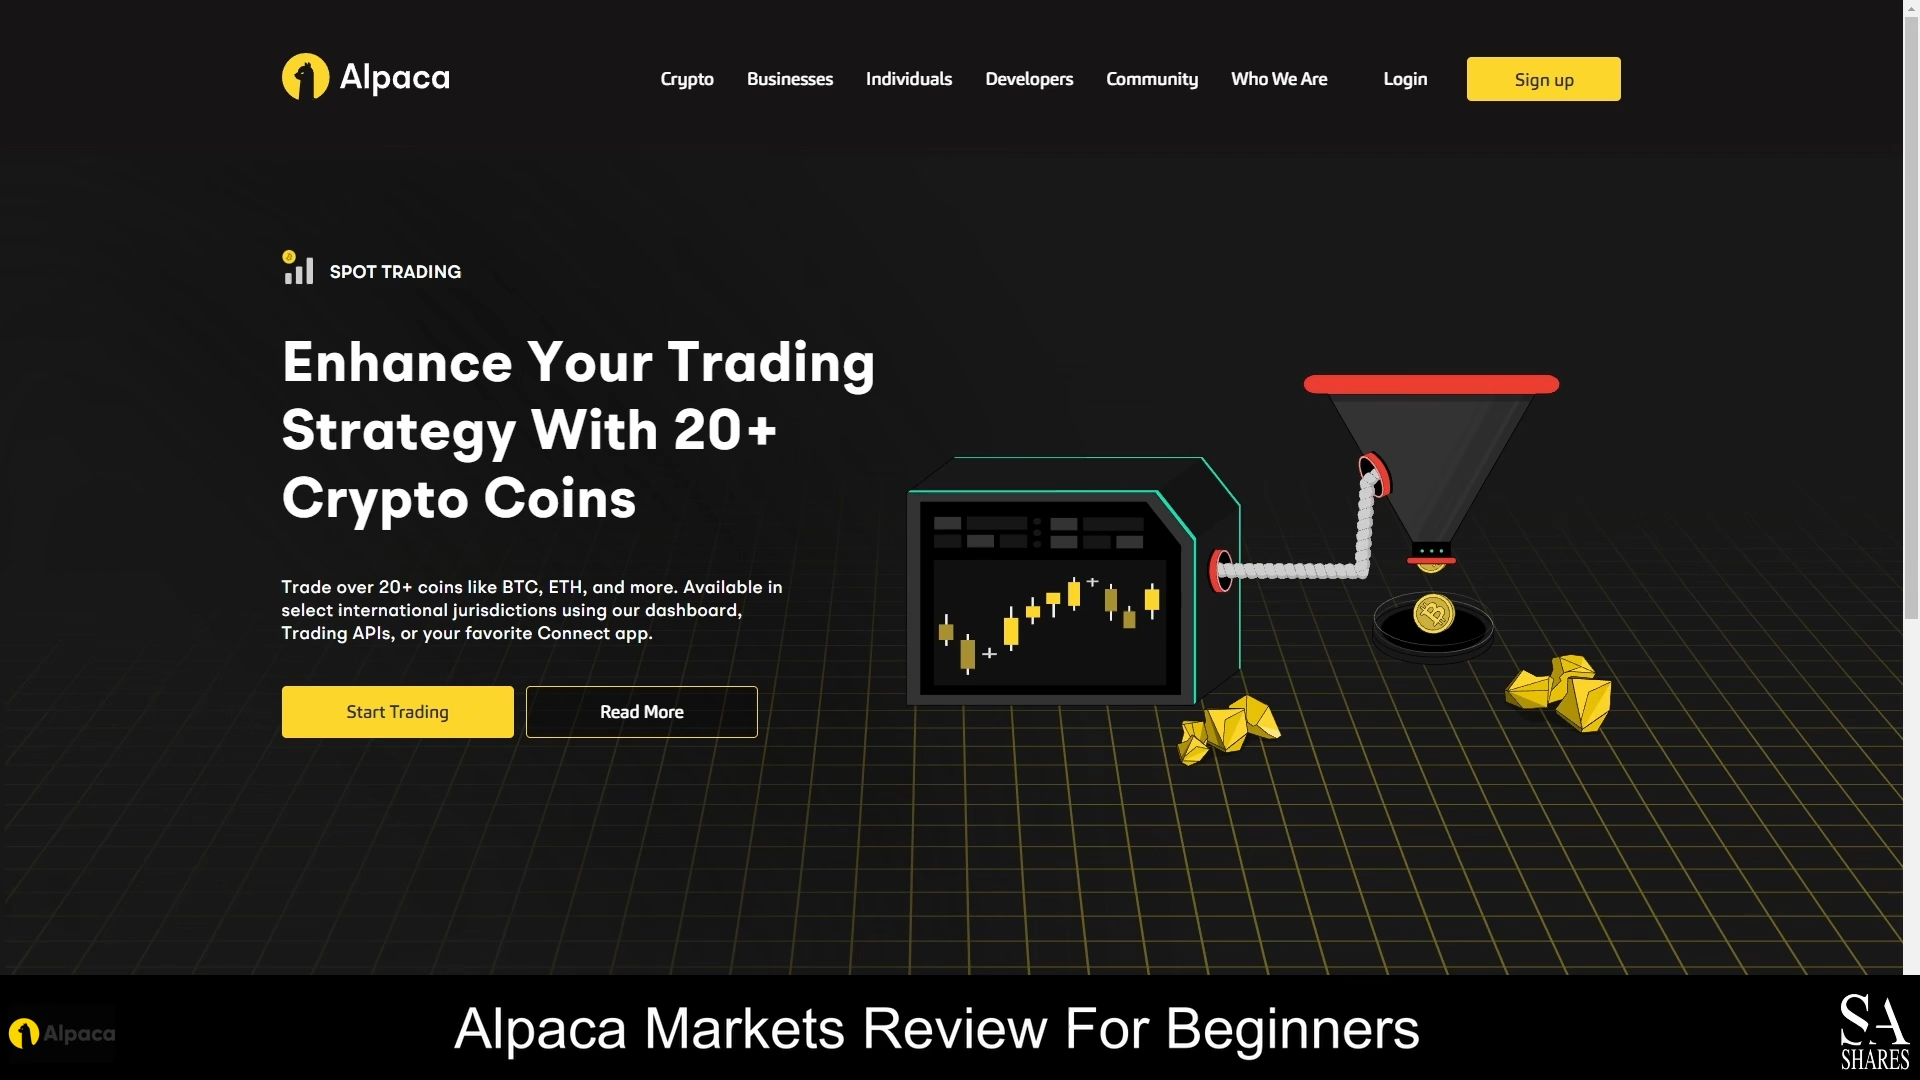 Alpaca
Crypto Businesses Individuals Developers Community Who We Are Login Sign up
SPOT TRADING
Enhance Your Trading
Strategy With 20+
Crypto Coins
Trade over 20+ coins like BTC, ETH, and more. Available in
select international jurisdictions using our dashboard,
Trading APIs, or your favorite Connect app.
Start Trading Read More
Alpaca
Alpaca Markets Review For Beginners
SA
SHARES